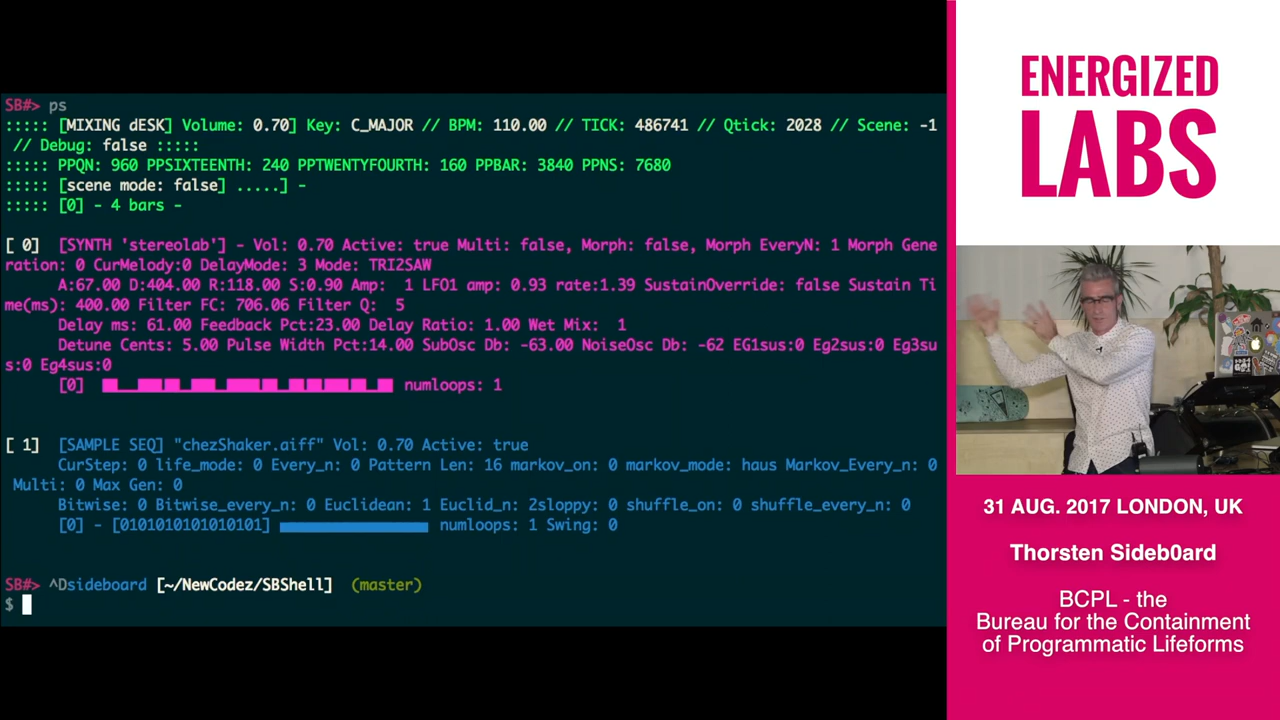 SB#> ps
::::: [MIXING dESK] Volume: 0.70] Key: C_MAJOR // BPM: 110.00 // TICK: 486741 // Qtick: 2028 // Scene: -1
// Debug: false :::::
::::: PPQN: 960 PPSIXTEENTH: 240 PPTWENTYFOURTH: 160 PPBAR: 3840 PPNS: 7680
::::: [scene mode: false] .....] -
::::: [0] - 4 bars -
[ 0] [SYNTH 'stereolab'] - Vol: 0.70 Active: true Multi: false, Morph: false, Morph EveryN: 1 Morph Gene
ration: 0 CurMelody:0 DelayMode: 3 Mode: TRI2SAW
A:67.00 D:404.00 R:118.00 S:0.90 Amp: 1 LFO1 amp: 0.93 rate:1.39 SustainOverride: false Sustain Ti
me(ms): 400.00 Filter FC: 706.06 Filter Q: 5
Delay ms: 61.00 Feedback Pct:23.00 Delay Ratio: 1.00 Wet Mix: 1
Detune Cents: 5.00 Pulse Width Pct:14.00 SubOsc Db: -63.00 NoiseOsc Db: -62 EG1sus:0 Eg2sus:0 Eg3su
s:0 Eg4sus:0
[0] numloops: 1
[ 1] [SAMPLE SEQ] "chezShaker.aiff" Vol: 0.70 Active: true
CurStep: 0 life_mode: 0 Every_n: 0 Pattern Len: 16 markov_on: 0 markov_mode: haus Markov_Every_n: 0
Multi: 0 Max Gen: 0
Bitwise: 0 Bitwise_every_n: 0 Euclidean: 1 Euclid_n: 2sloppy: 0 shuffle_on: 0 shuffle_every_n: 0
[0] - [0101010101010101] numloops: 1 Swing: 0
SB#> ^Dsideboard [~/NewCodez/SBShell] (master)
$
ENERGIZED
LABS
31 AUG. 2017 LONDON, UK
Thorsten Sideb0ard
BCPL - the
Bureau for the Containment
of Programmatic Lifeforms